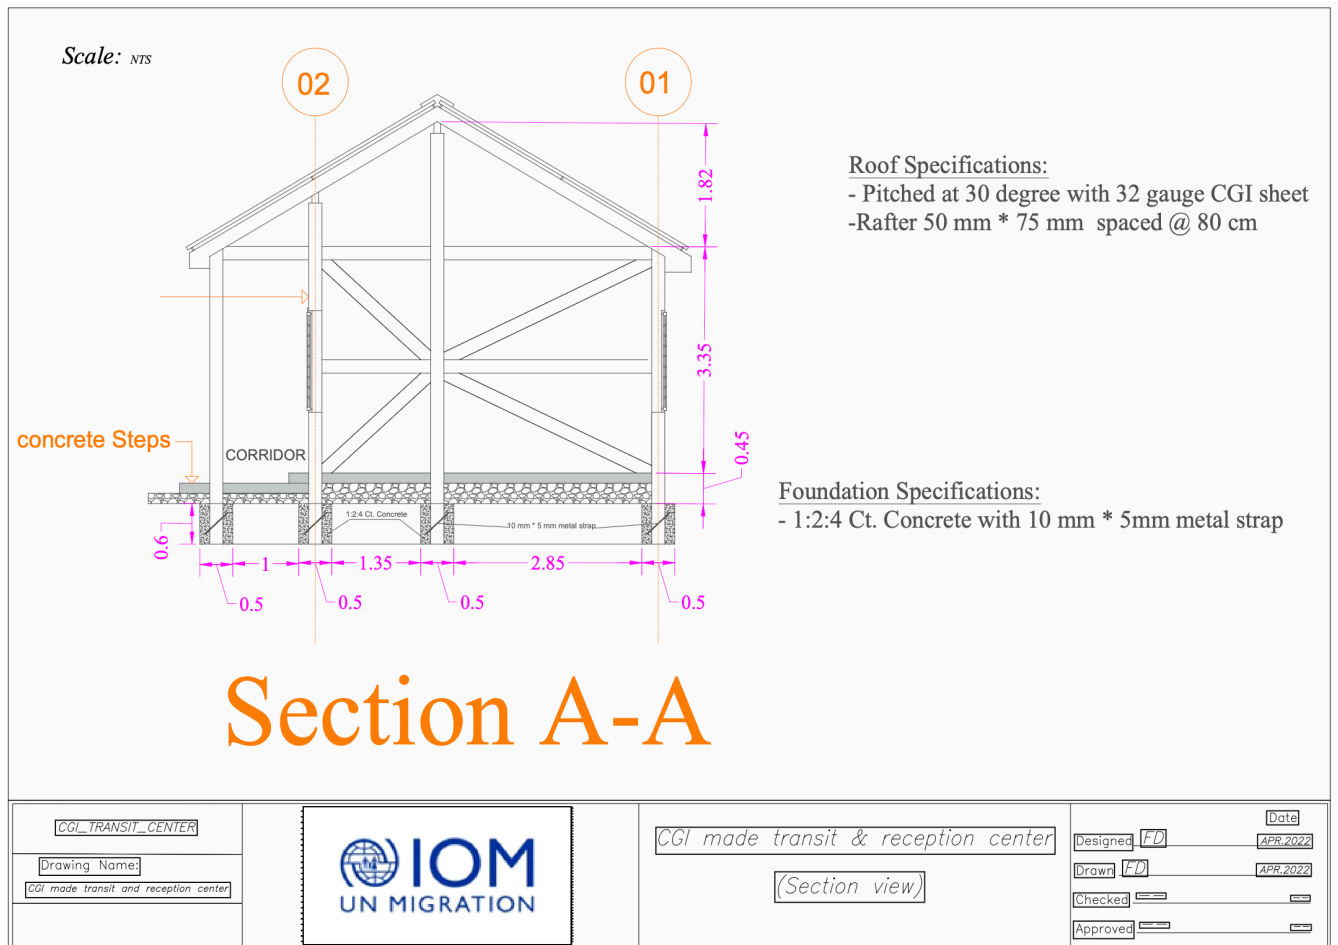 Scale: NTS
02
01
1.82
Roof Specifications:
- Pitched at 30 degree with 32 gauge CGI sheet
-Rafter 50 mm * 75 mm spaced @ 80 cm
3.35
concrete Steps
CORRIDOR
0.45
Foundation Specifications:
- 1:2:4 Ct. Concrete with 10 mm * 5mm metal strap
1:2:4 Ct. Concrete
10 mm * 5 mm metal strap
0.6
1
1.35
2.85
0.5
0.5
0.5
0.5
Section A-A
CGI_TRANSIT_CENTER
Drawing Name:
CGI made transit and reception center
IOM
UN MIGRATION
CGI made transit & reception center
(Section view)
Date
Designed FD APR.2022
Drawn FD APR.2022
Checked -- --
Approved -- --